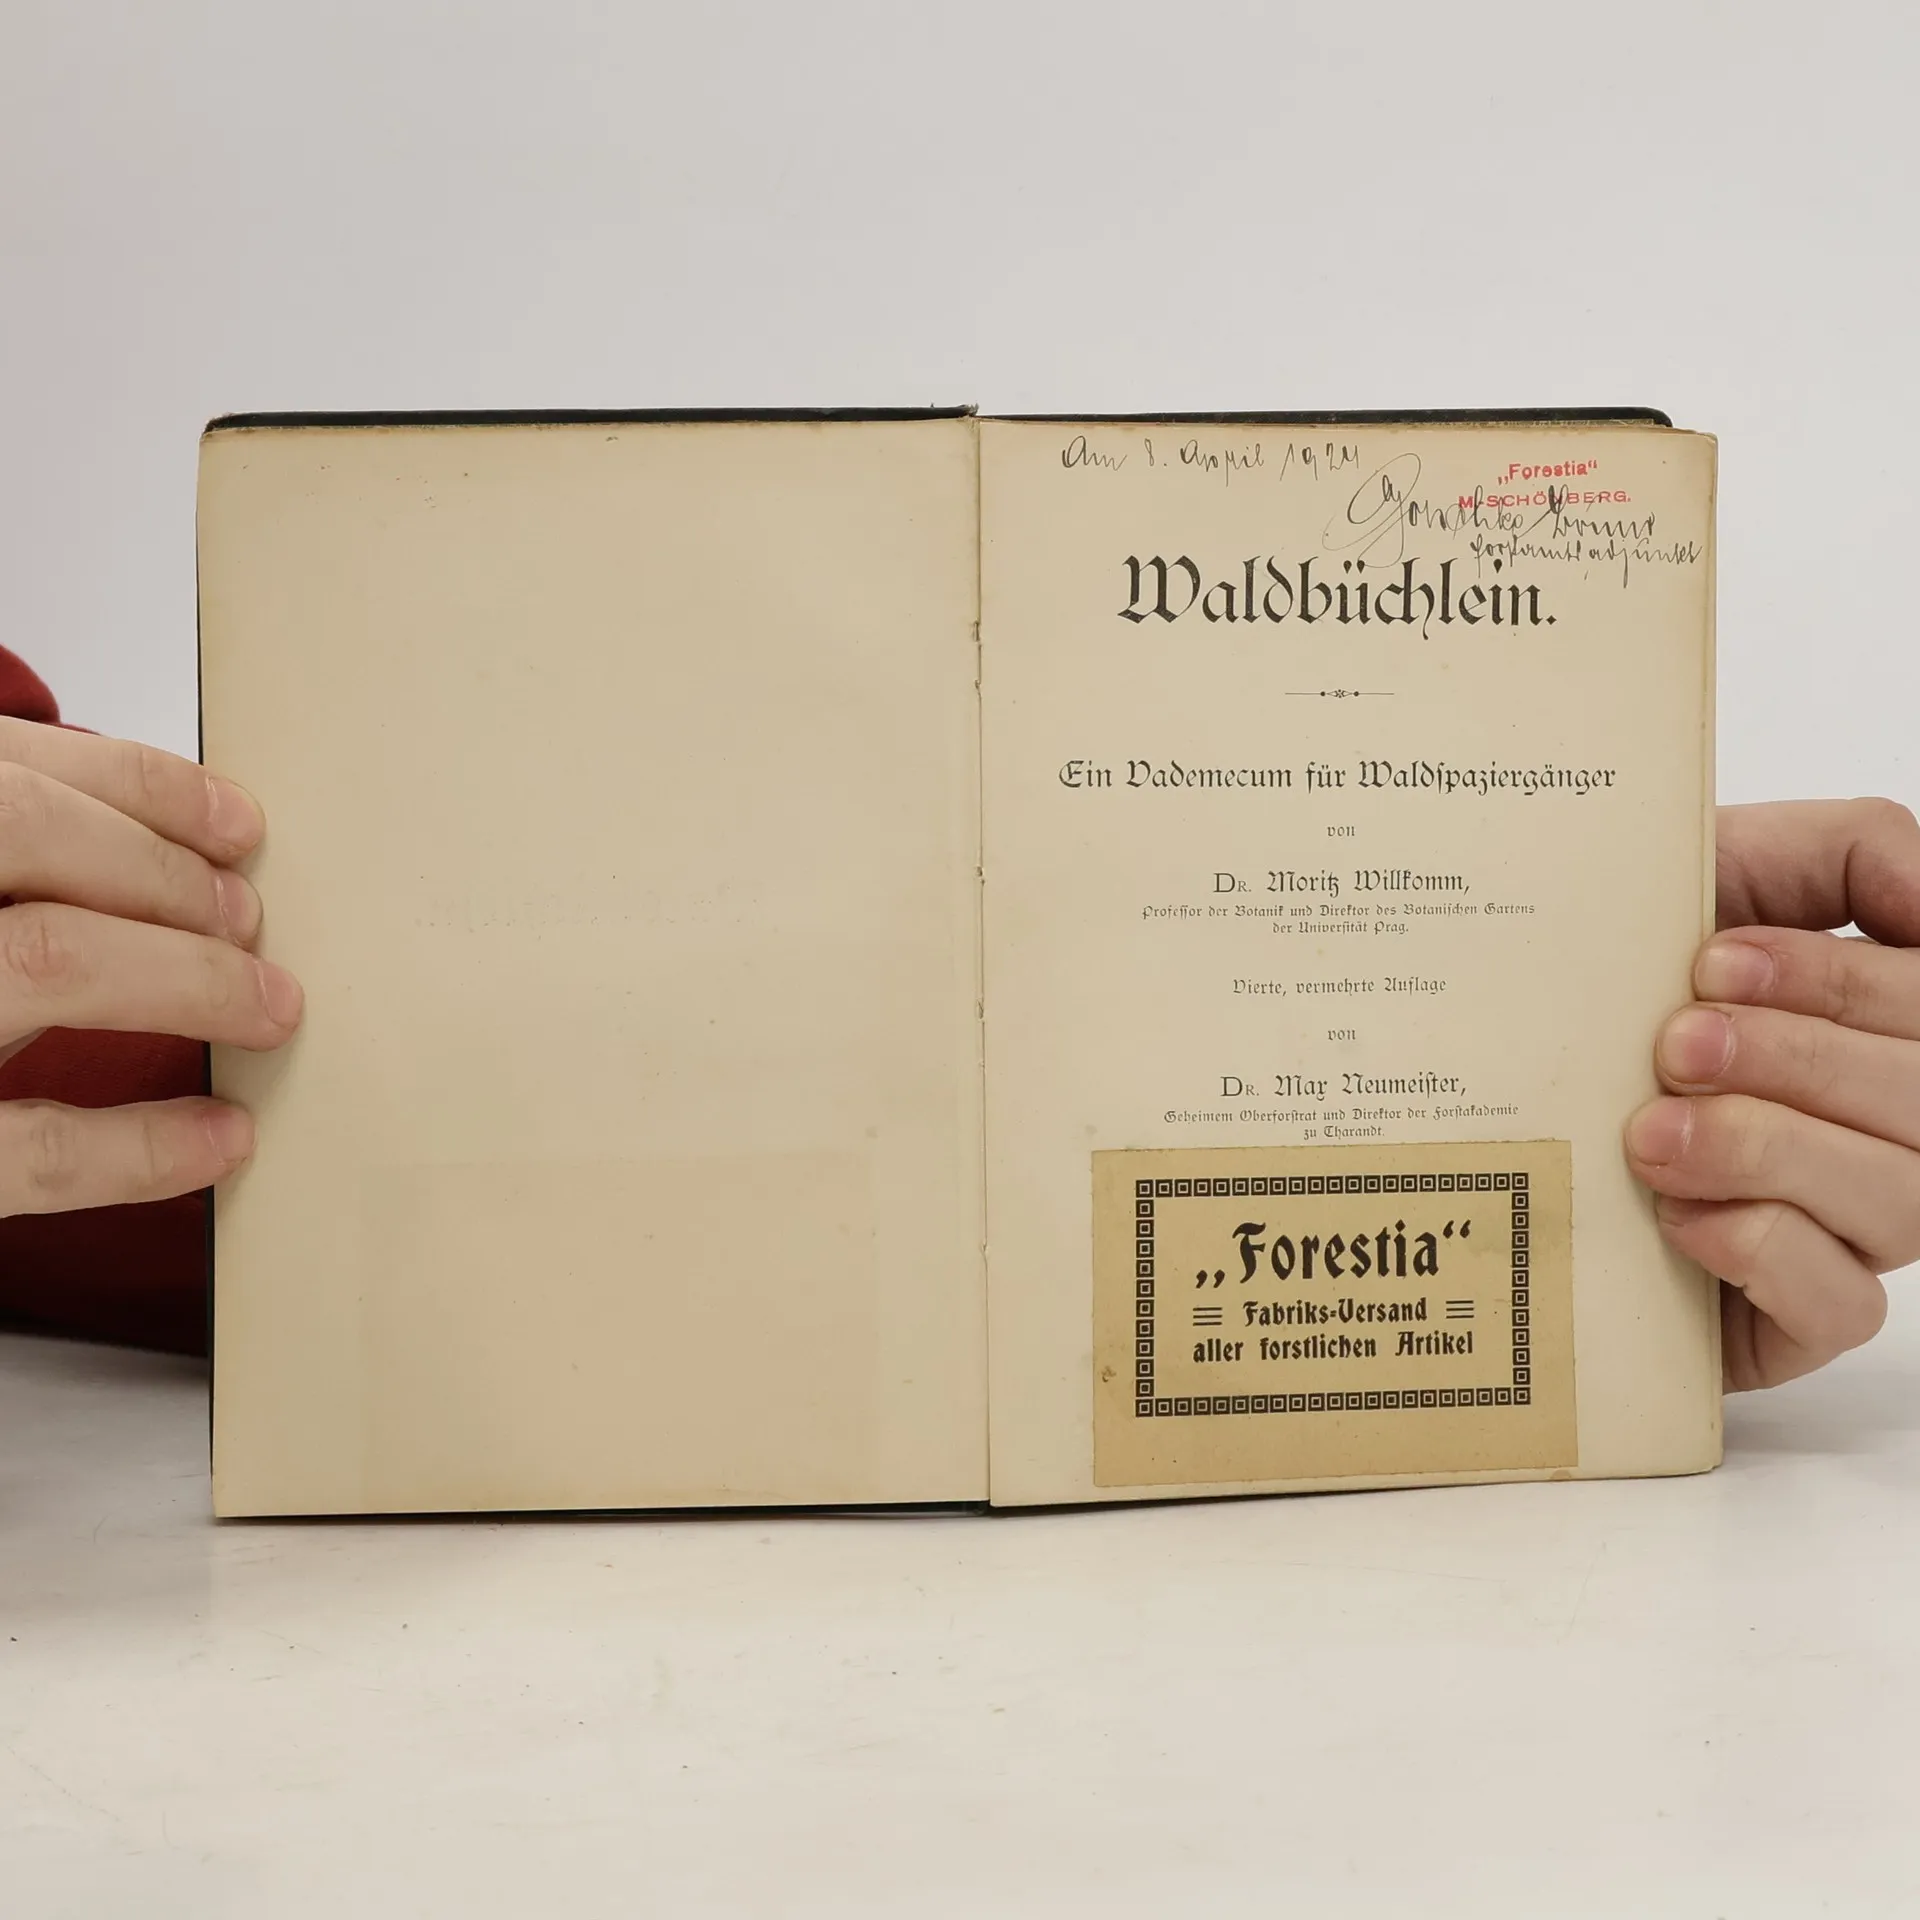 Am 8. April 1924
„Forestia“
M. SCHÖNBERG.
Forstamtsadjunkt
Waldbüchlein.
Ein Vademecum für Waldſpaziergänger
von
DR. Moritz Willkomm,
Profeſſor der Botanik und Direktor des Botaniſchen Gartens
der Univerſität Prag.
Vierte, vermehrte Auflage
von
DR. Max Neumeiſter,
Geheimem Oberforſtrat und Direktor der Forſtakademie
zu Tharandt.
„Forestia“
Fabriks-Versand
aller forstlichen Artikel